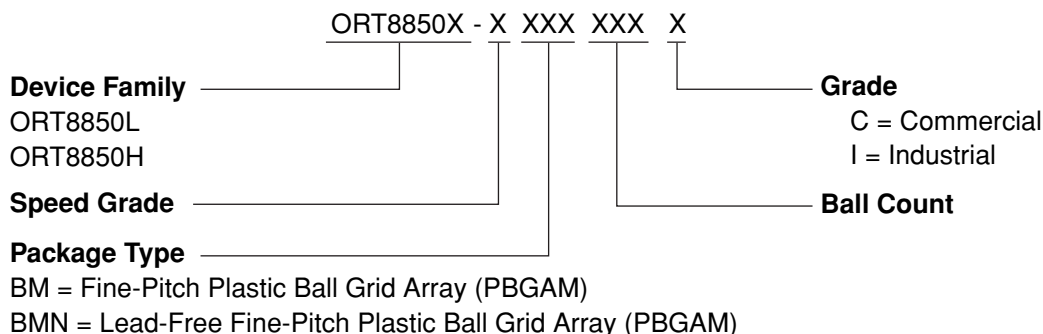 ORT8850X - X XXX XXX X
Device Family
ORT8850L
ORT8850H
Speed Grade
Package Type
BM = Fine-Pitch Plastic Ball Grid Array (PBGAM)
BMN = Lead-Free Fine-Pitch Plastic Ball Grid Array (PBGAM)
Grade
C = Commercial
I = Industrial
Ball Count